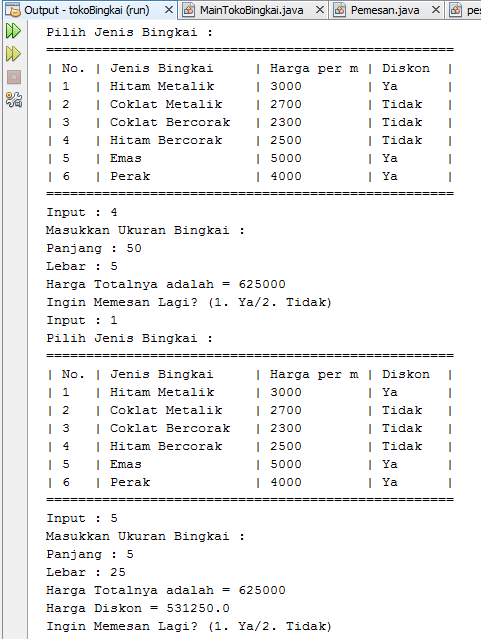 Output - tokoBingkai (run) × MainTokoBingkai.java × Pemesan.java × pes
Pilih Jenis Bingkai :
===================================================
| No. | Jenis Bingkai | Harga per m | Diskon |
| 1 | Hitam Metalik | 3000 | Ya |
| 2 | Coklat Metalik | 2700 | Tidak |
| 3 | Coklat Bercorak | 2300 | Tidak |
| 4 | Hitam Bercorak | 2500 | Tidak |
| 5 | Emas | 5000 | Ya |
| 6 | Perak | 4000 | Ya |
===================================================
Input : 4
Masukkan Ukuran Bingkai :
Panjang : 50
Lebar : 5
Harga Totalnya adalah = 625000
Ingin Memesan Lagi? (1. Ya/2. Tidak)
Input : 1
Pilih Jenis Bingkai :
===================================================
| No. | Jenis Bingkai | Harga per m | Diskon |
| 1 | Hitam Metalik | 3000 | Ya |
| 2 | Coklat Metalik | 2700 | Tidak |
| 3 | Coklat Bercorak | 2300 | Tidak |
| 4 | Hitam Bercorak | 2500 | Tidak |
| 5 | Emas | 5000 | Ya |
| 6 | Perak | 4000 | Ya |
===================================================
Input : 5
Masukkan Ukuran Bingkai :
Panjang : 5
Lebar : 25
Harga Totalnya adalah = 625000
Harga Diskon = 531250.0
Ingin Memesan Lagi? (1. Ya/2. Tidak)